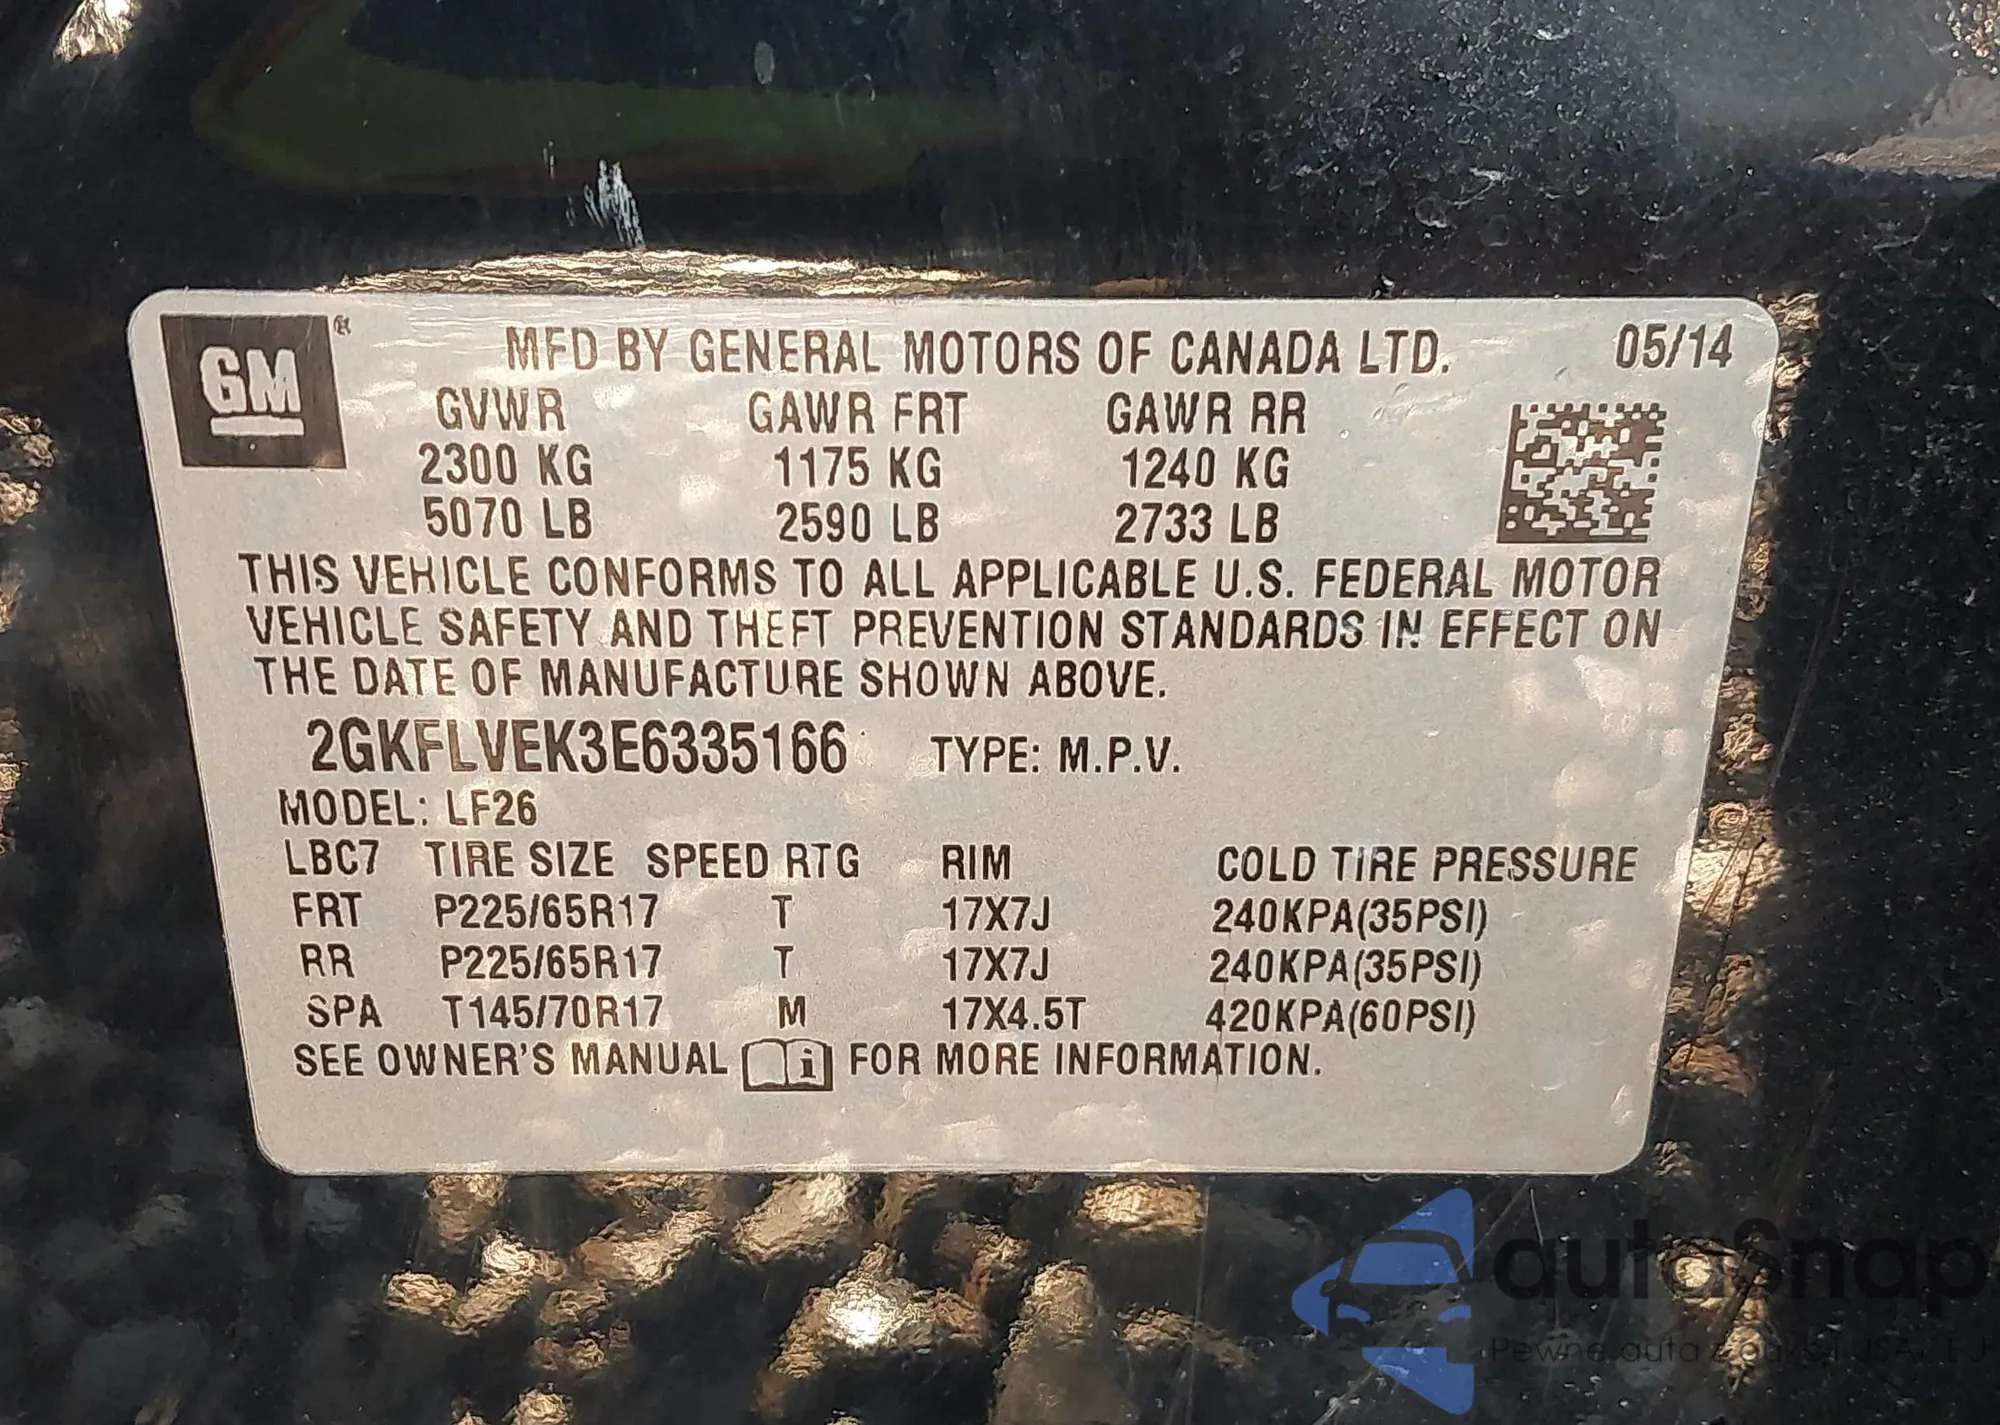 GM ® MFD BY GENERAL MOTORS OF CANADA LTD. 05/14
GVWR GAWR FRT GAWR RR
2300 KG 1175 KG 1240 KG
5070 LB 2590 LB 2733 LB
THIS VEHICLE CONFORMS TO ALL APPLICABLE U.S. FEDERAL MOTOR
VEHICLE SAFETY AND THEFT PREVENTION STANDARDS IN EFFECT ON
THE DATE OF MANUFACTURE SHOWN ABOVE.
2GKFLVEK3E6335166 TYPE: M.P.V.
MODEL: LF26
LBC7 TIRE SIZE SPEED RTG RIM COLD TIRE PRESSURE
FRT P225/65R17 T 17X7J 240KPA(35PSI)
RR P225/65R17 T 17X7J 240KPA(35PSI)
SPA T145/70R17 M 17X4.5T 420KPA(60PSI)
SEE OWNER'S MANUAL i FOR MORE INFORMATION.
autoSnap
Pewne auta z